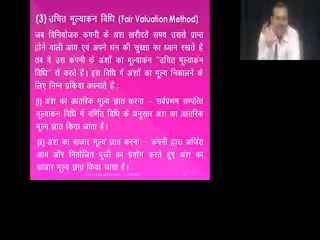 (3) उचित मूल्यांकन विधि (Fair Valuation Method)
जब विनियोजक कंपनी के अंश खरीदते समय उससे प्राप्त
होने वाली आय एवं अपने धन की सुरक्षा का ध्यान रखते है
तब वे उस कंपनी के अंशों का मूल्यांकन "उचित मूल्यांकन
विधि" से करते हैं। इस विधि में अंशों का मूल्य निकालने के
लिए निम्न प्रकिया अपनाते है :
(i) अंश का आंतरिक मूल्य ज्ञात करना – सर्वप्रथम सम्पत्ति
मूल्यांकन विधि में वर्णित विधि के अनुसार अंश का आंतरिक
मूल्य ज्ञात किया जाता है।
(ii) अंश का बाजार मूल्य ज्ञात करना – कंपनी द्वारा अर्जित
आय और नियोजित पूंजी का प्रयोग करते हुए अंश का
बाजार मूल्य ज्ञात किया जाता है।